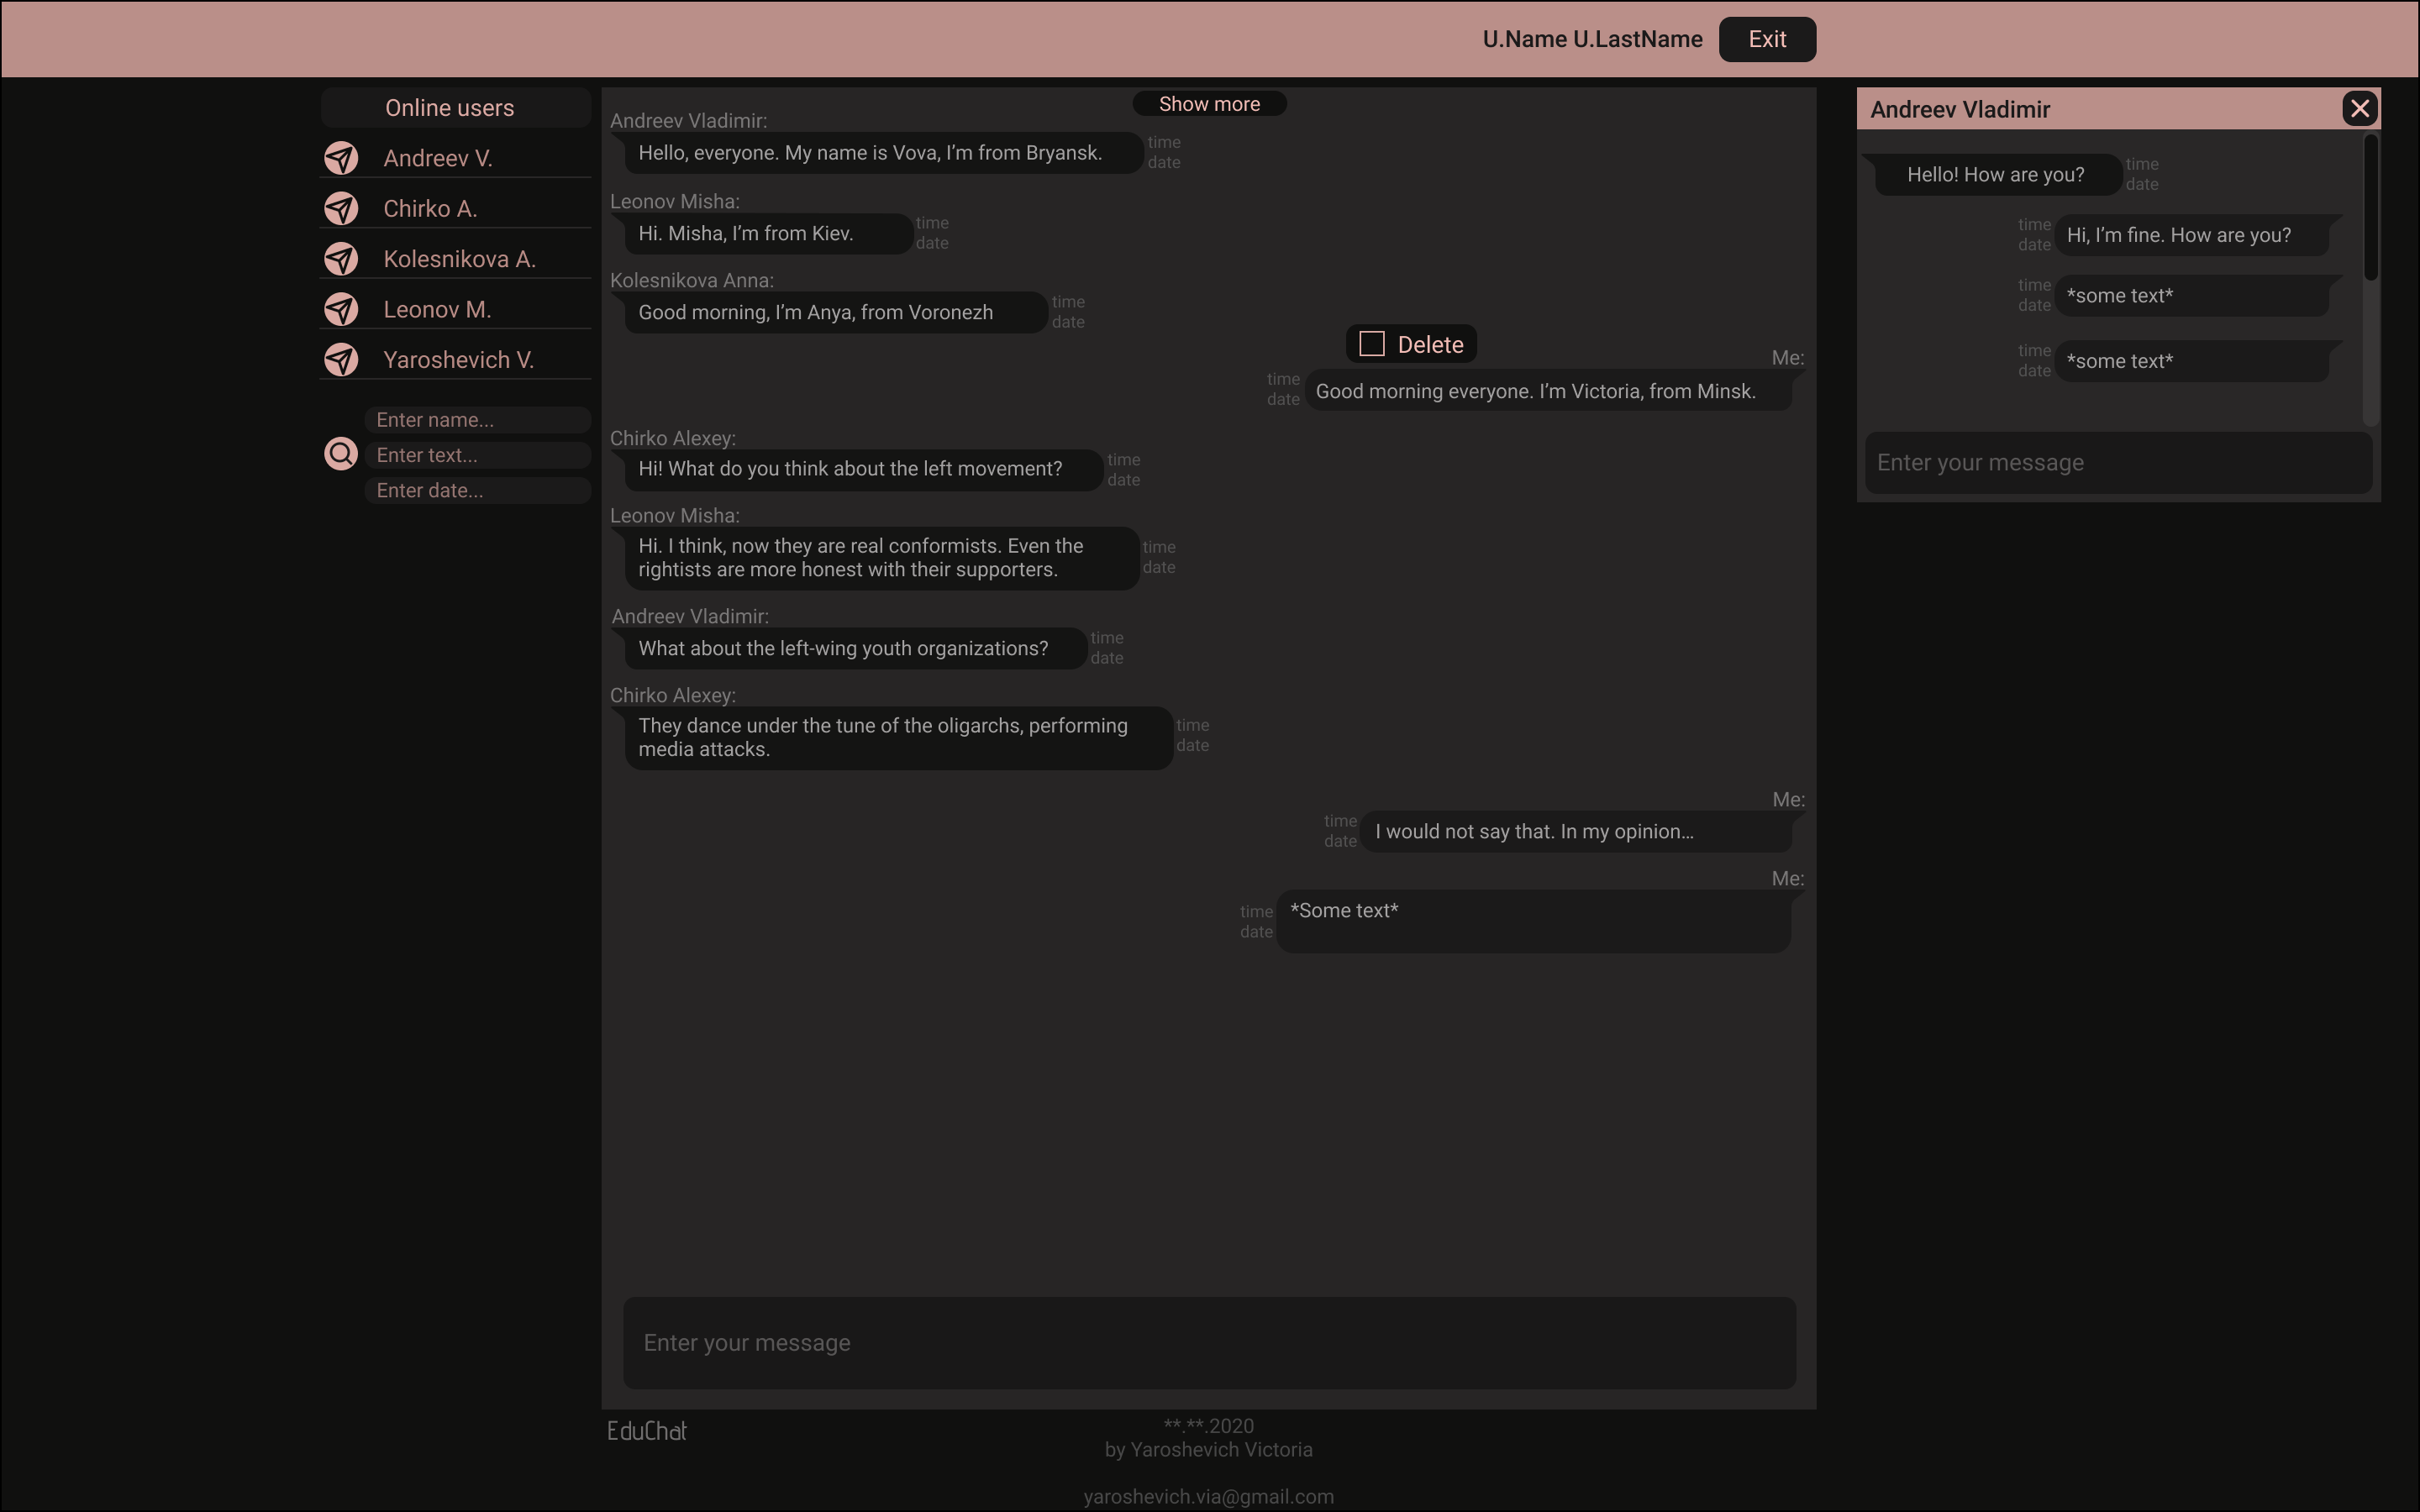 U.Name U.LastName
Exit
Online users
Andreev V.
Chirko A.
Kolesnikova A.
Leonov M.
Yaroshevich V.
Enter name...
Enter text...
Enter date...
Show more
Andreev Vladimir:
Hello, everyone. My name is Vova, I’m from Bryansk.
time
date
Leonov Misha:
Hi. Misha, I’m from Kiev.
time
date
Kolesnikova Anna:
Good morning, I’m Anya, from Voronezh
time
date
Delete
Me:
time
date
Good morning everyone. I’m Victoria, from Minsk.
Chirko Alexey:
Hi! What do you think about the left movement?
time
date
Leonov Misha:
Hi. I think, now they are real conformists. Even the
rightists are more honest with their supporters.
time
date
Andreev Vladimir:
What about the left-wing youth organizations?
time
date
Chirko Alexey:
They dance under the tune of the oligarchs, performing
media attacks.
time
date
Me:
time
date
I would not say that. In my opinion...
Me:
time
date
*Some text*
Enter your message
Andreev Vladimir
Hello! How are you?
time
date
time
date
Hi, I’m fine. How are you?
time
date
*some text*
time
date
*some text*
Enter your message
EduChat
**.**.2020
by Yaroshevich Victoria
yaroshevich.via@gmail.com